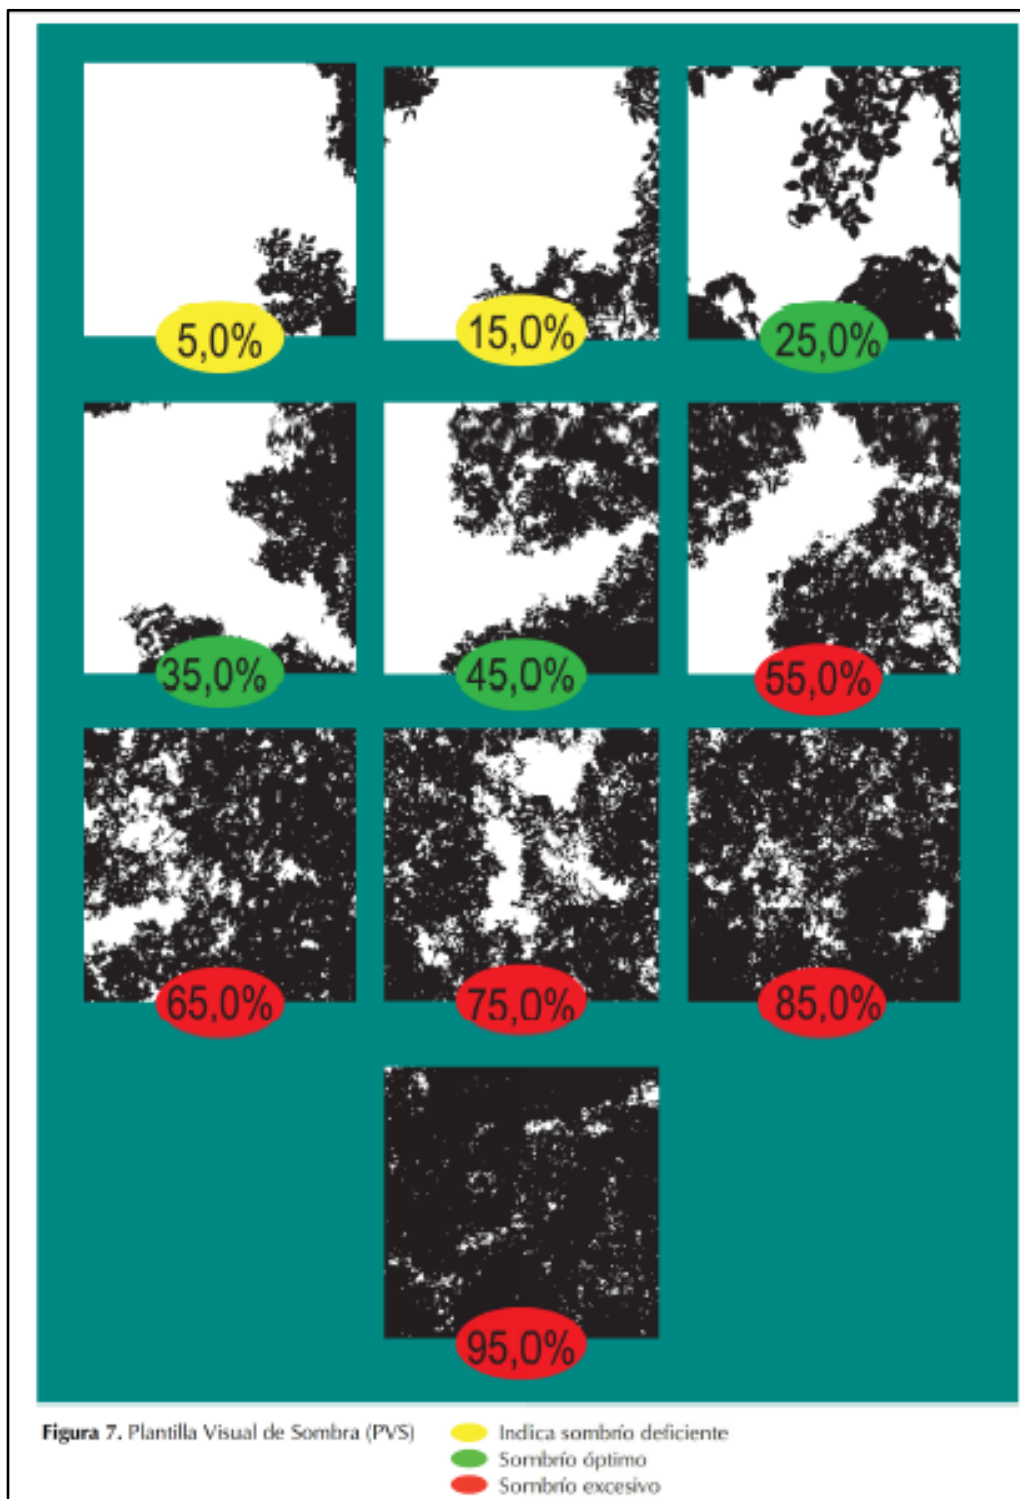 5,0%
15,0%
25,0%
35,0%
45,0%
55,0%
65,0%
75,0%
85,0%
95,0%
Figura 7. Plantilla Visual de Sombra (PVS)
Indica sombrío deficiente
Sombrío óptimo
Sombrío excesivo